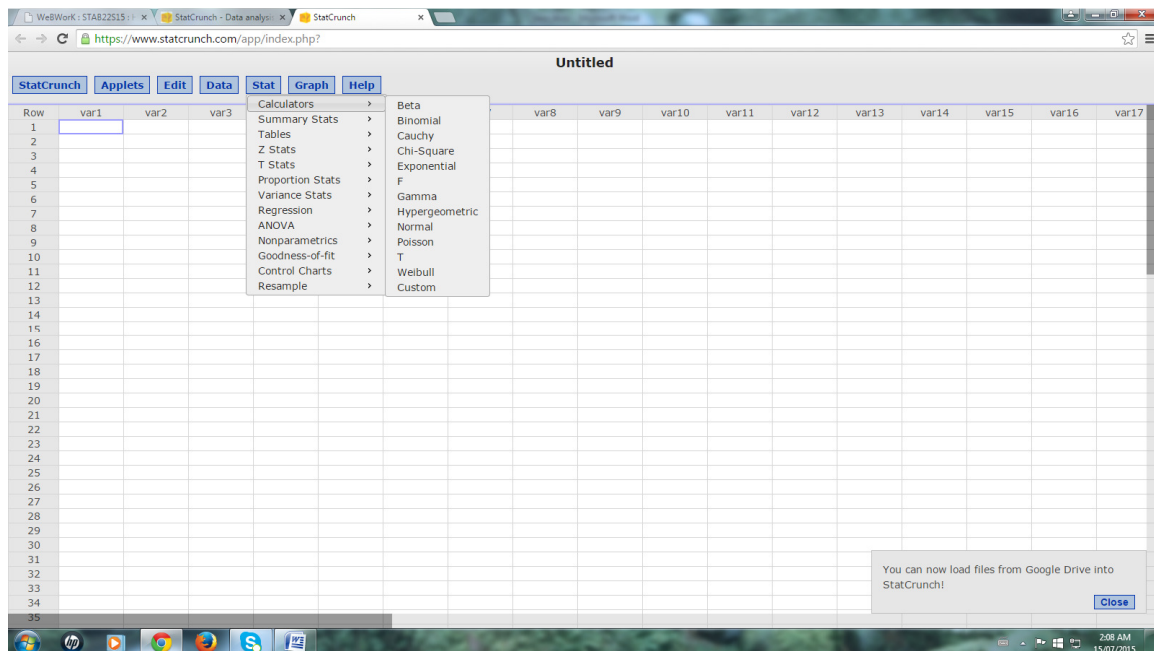 WeBWorK : STAB22S15 : H
StatCrunch - Data analysis
StatCrunch
https://www.statcrunch.com/app/index.php?
Untitled
StatCrunch Applets Edit Data Stat Graph Help
Row var1 var2 var3 var8 var9 var10 var11 var12 var13 var14 var15 var16 var17
Calculators
Summary Stats
Tables
Z Stats
T Stats
Proportion Stats
Variance Stats
Regression
ANOVA
Nonparametrics
Goodness-of-fit
Control Charts
Resample
Beta
Binomial
Cauchy
Chi-Square
Exponential
F
Gamma
Hypergeometric
Normal
Poisson
T
Weibull
Custom
1
2
3
4
5
6
7
8
9
10
11
12
13
14
15
16
17
18
19
20
21
22
23
24
25
26
27
28
29
30
31
32
33
34
35
You can now load files from Google Drive into
StatCrunch!
Close
2:08 AM
15/07/2015